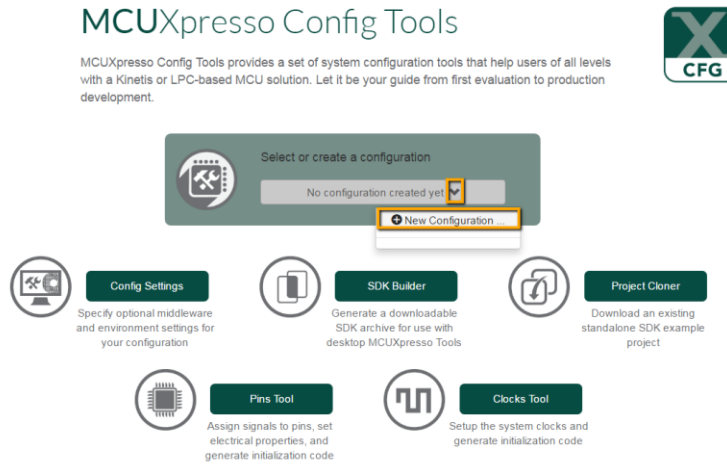 MCUXpresso Config Tools
MCUXpresso Config Tools provides a set of system configuration tools that help users of all levels
with a Kinetis or LPC-based MCU solution. Let it be your guide from first evaluation to production
development.
CFG
Select or create a configuration
No configuration created yet
New Configuration ...
Config Settings
Specify optional middleware
and environment settings for
your configuration
SDK Builder
Generate a downloadable
SDK archive for use with
desktop MCUXpresso Tools
Project Cloner
Download an existing
standalone SDK example
project
Pins Tool
Assign signals to pins, set
electrical properties, and
generate initialization code
Clocks Tool
Setup the system clocks and
generate initialization code